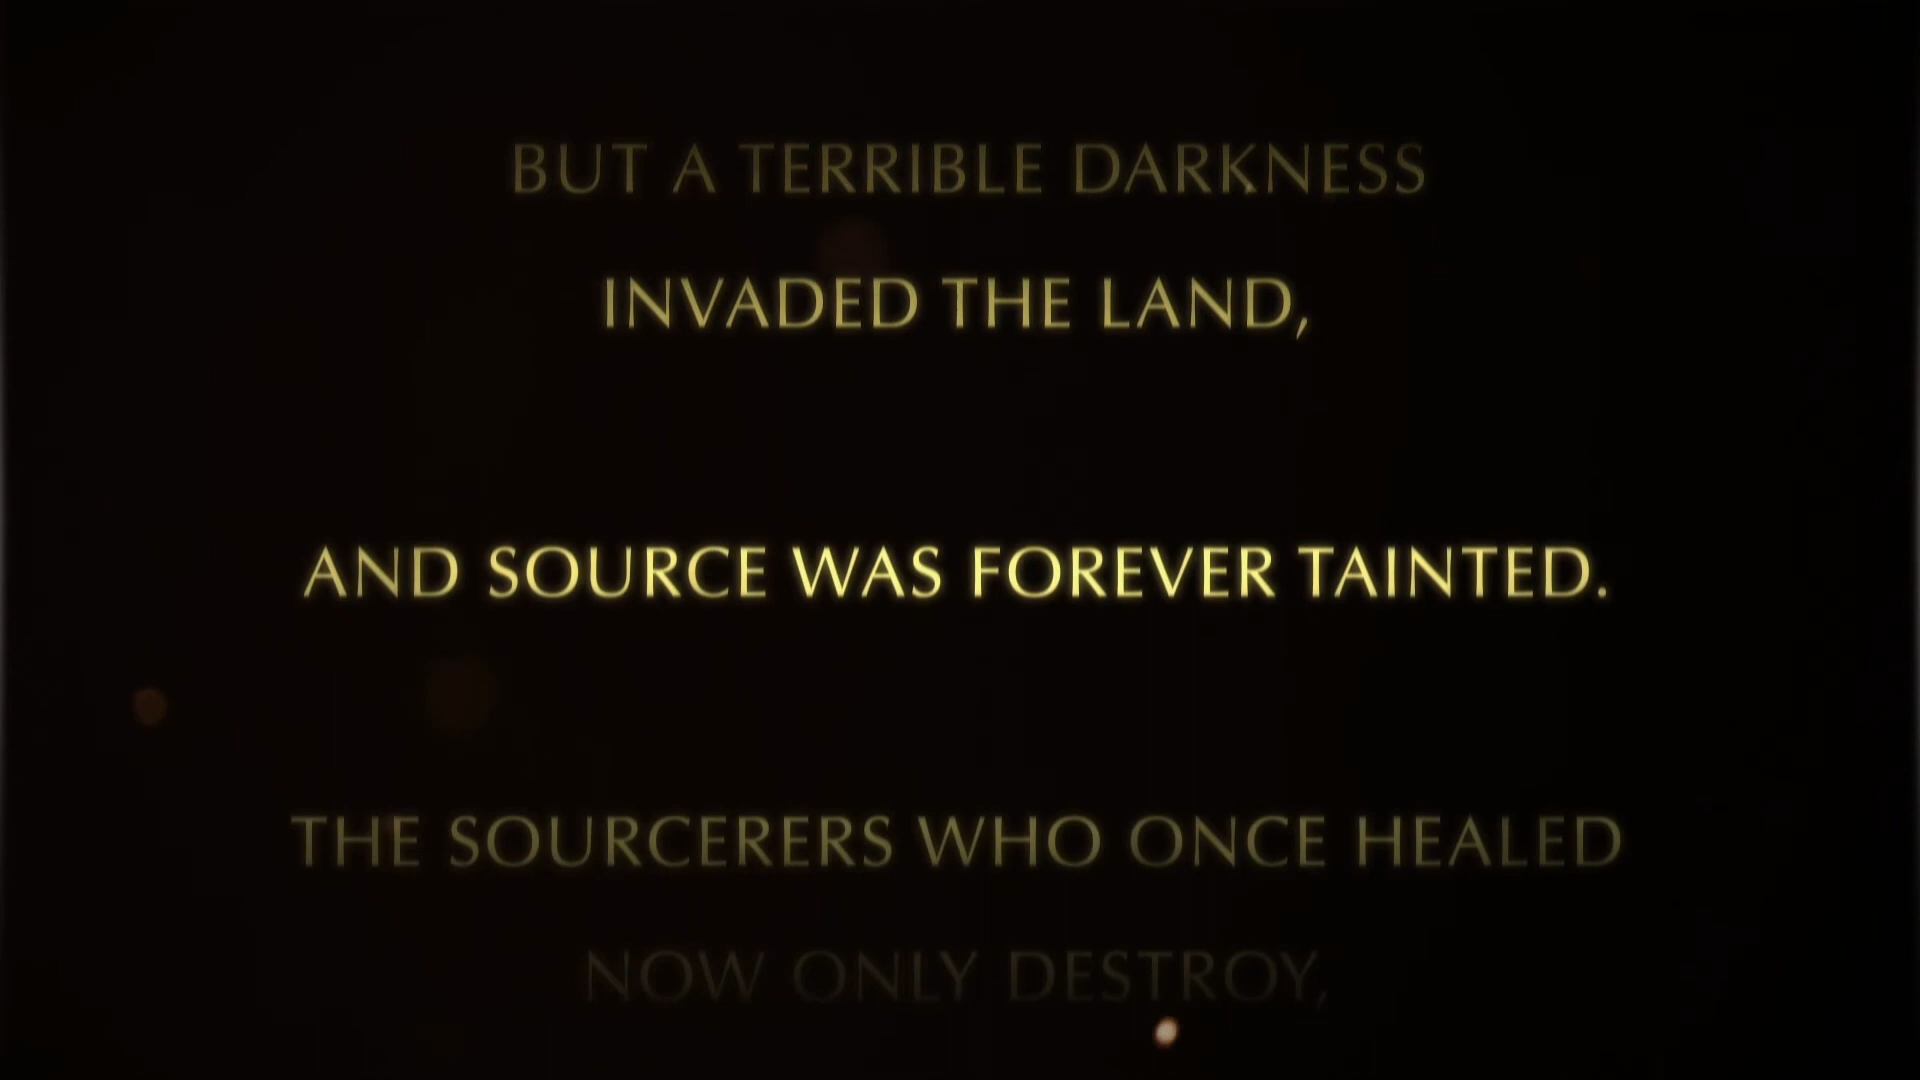 BUT A TERRIBLE DARKNESS
INVADED THE LAND,
AND SOURCE WAS FOREVER TAINTED.
THE SOURCERERS WHO ONCE HEALED
NOW ONLY DESTROY,